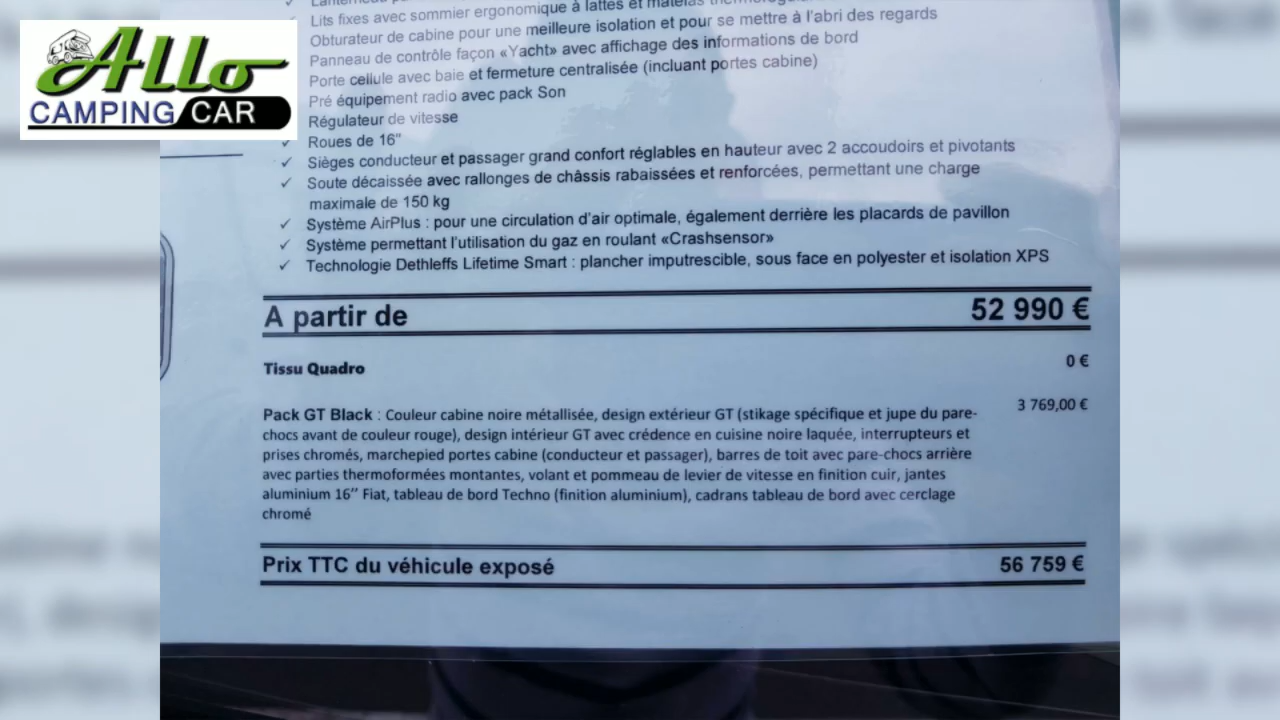 Allo
CAMPING CAR
Lits fixes avec sommier ergonomique à lattes et matelas
Obturateur de cabine pour une meilleure isolation et pour se mettre à l'abri des regards
Panneau de contrôle façon «Yacht» avec affichage des informations de bord
Porte cellule avec baie et fermeture centralisée (incluant portes cabine)
Pré équipement radio avec pack Son
Régulateur de vitesse
✓ Roues de 16"
✓ Sièges conducteur et passager grand confort réglables en hauteur avec 2 accoudoirs et pivotants
✓ Soute décaissée avec rallonges de châssis rabaissées et renforcées, permettant une charge
maximale de 150 kg
✓ Système AirPlus : pour une circulation d'air optimale, également derrière les placards de pavillon
✓ Système permettant l'utilisation du gaz en roulant «Crashsensor»
✓ Technologie Dethleffs Lifetime Smart : plancher imputrescible, sous face en polyester et isolation XPS
A partir de 52 990 €
Tissu Quadro 0 €
Pack GT Black : Couleur cabine noire métallisée, design extérieur GT (stikage spécifique et jupe du pare- 3 769,00 €
chocs avant de couleur rouge), design intérieur GT avec crédence en cuisine noire laquée, interrupteurs et
prises chromés, marchepied portes cabine (conducteur et passager), barres de toit avec pare-chocs arrière
avec parties thermoformées montantes, volant et pommeau de levier de vitesse en finition cuir, jantes
aluminium 16’’ Fiat, tableau de bord Techno (finition aluminium), cadrans tableau de bord avec cerclage
chromé
Prix TTC du véhicule exposé 56 759 €